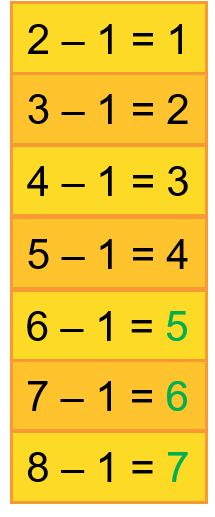 2 – 1 = 1
3 – 1 = 2
4 – 1 = 3
5 – 1 = 4
6 – 1 = 5
7 – 1 = 6
8 – 1 = 7